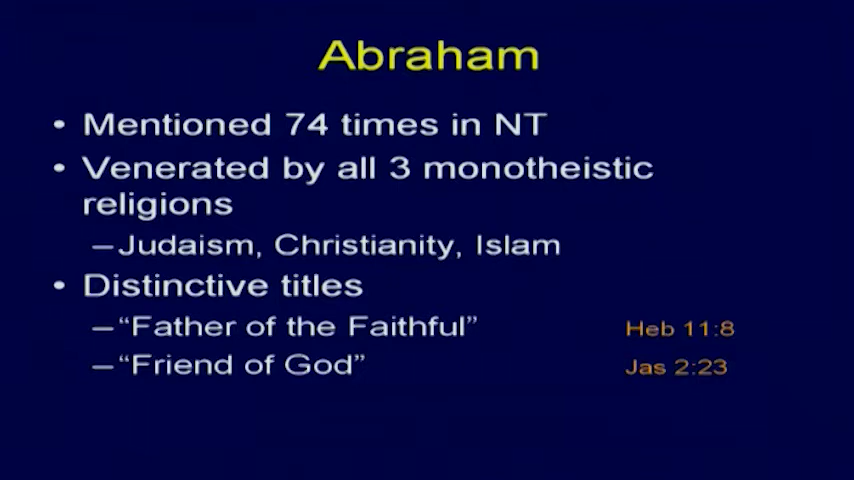 Abraham
• Mentioned 74 times in NT
• Venerated by all 3 monotheistic
religions
–Judaism, Christianity, Islam
• Distinctive titles
–“Father of the Faithful” Heb 11:8
–“Friend of God” Jas 2:23